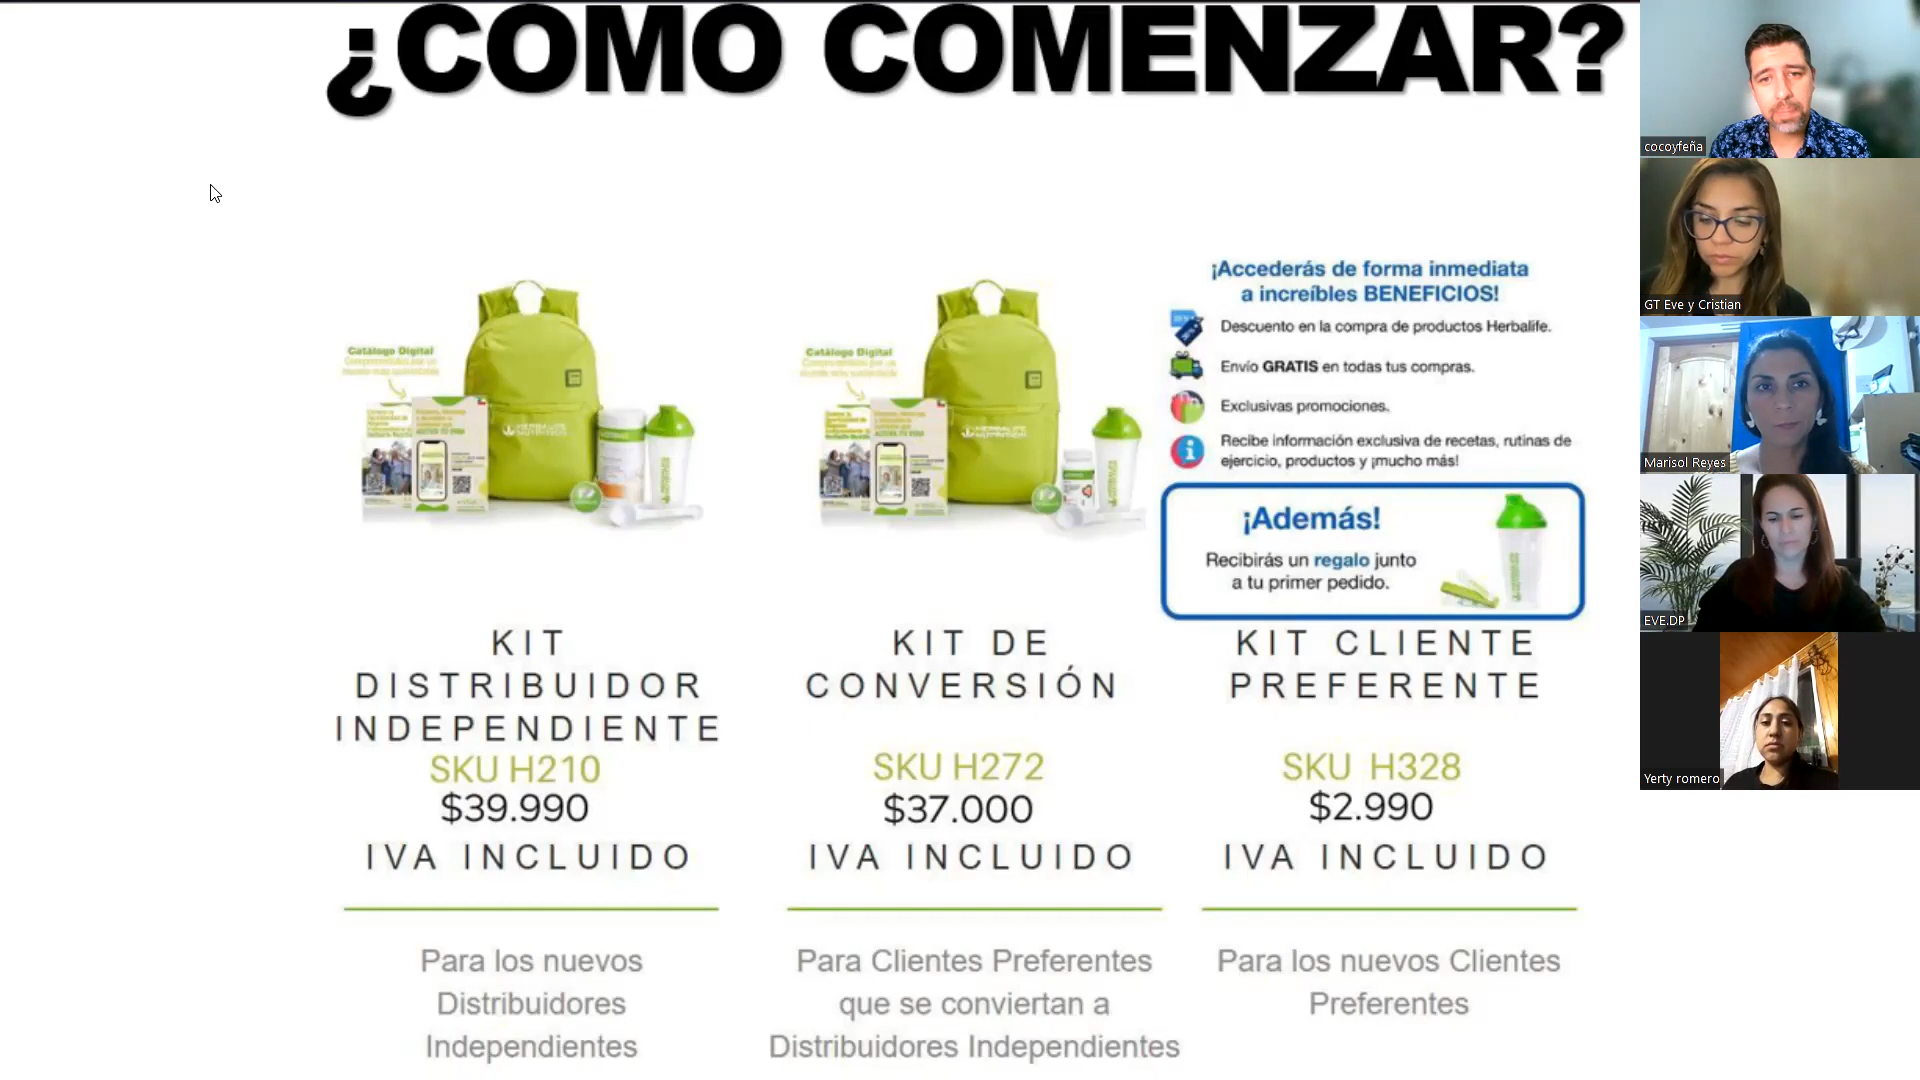 ¿COMO COMENZAR?
Catálogo Digital
HERBALIFE
NUTRITION
KIT
DISTRIBUIDOR
INDEPENDIENTE
SKU H210
$39.990
IVA INCLUIDO
Para los nuevos
Distribuidores
Independientes
Catálogo Digital
HERBALIFE
NUTRITION
KIT DE
CONVERSIÓN
SKU H272
$37.000
IVA INCLUIDO
Para Clientes Preferentes
que se conviertan a
Distribuidores Independientes
¡Accederás de forma inmediata
a increíbles BENEFICIOS!
Descuento en la compra de productos Herbalife.
Envío GRATIS en todas tus compras.
Exclusivas promociones.
Recibe información exclusiva de recetas, rutinas de
ejercicio, productos y ¡mucho más!
¡Además!
Recibirás un regalo junto
a tu primer pedido.
KIT CLIENTE
PREFERENTE
SKU H328
$2.990
IVA INCLUIDO
Para los nuevos Clientes
Preferentes
cocoyfeña
GT Eve y Cristian
Marisol Reyes
EVE.DP
Yerty romero